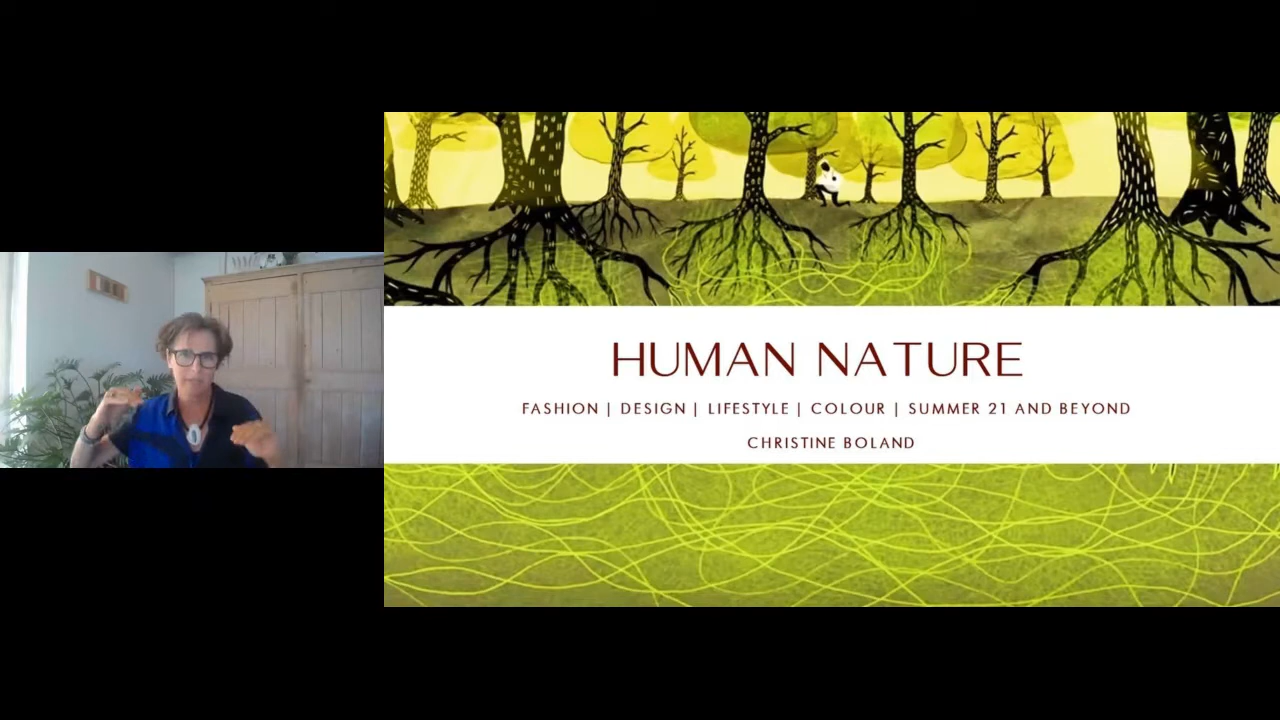 HUMAN NATURE
FASHION | DESIGN | LIFESTYLE | COLOUR | SUMMER 21 AND BEYOND
CHRISTINE BOLAND